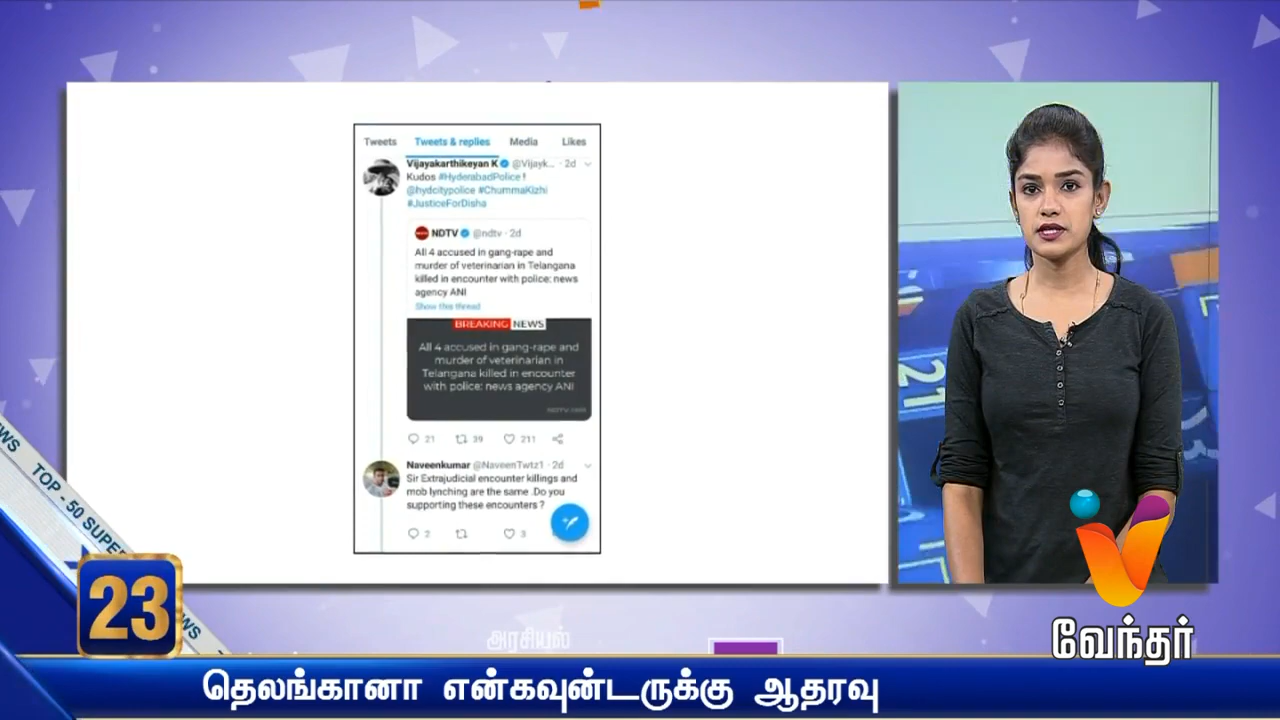 Tweets Tweets & replies Media Likes
Vijayakarthikeyan K @Vijayk... · 2d
Kudos #HyderabadPolice !
@hydcitypolice #ChummaKizhi
#JusticeForDisha
NDTV @ndtv · 2d
All 4 accused in gang-rape and
murder of veterinarian in Telangana
killed in encounter with police: news
agency ANI
Show this thread
BREAKING NEWS
All 4 accused in gang-rape and
murder of veterinarian in
Telangana killed in encounter
with police: news agency ANI
21 39 211
Naveenkumar @NaveenTwtz1 · 2d
Sir Extrajudicial encounter killings and
mob lynching are the same .Do you
supporting these encounters ?
2 3
21
EWS TOP - 50 SUPE
23
EWS
அரசியல்
வேந்தர்
தெலங்கானா என்கவுன்டருக்கு ஆதரவு